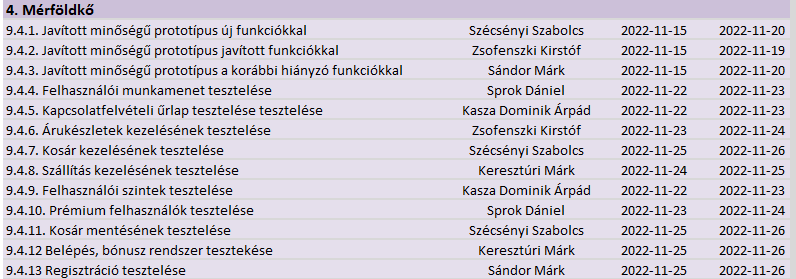 4. Mérföldkő
9.4.1. Javított minőségű prototípus új funkciókkal Szécsényi Szabolcs 2022-11-15 2022-11-20
9.4.2. Javított minőségű prototípus javított funkciókkal Zsofenszki Kirstóf 2022-11-15 2022-11-19
9.4.3. Javított minőségű prototípus a korábbi hiányzó funkciókkal Sándor Márk 2022-11-15 2022-11-20
9.4.4. Felhasználói munkamenet tesztelése Sprok Dániel 2022-11-22 2022-11-23
9.4.5. Kapcsolatfelvételi űrlap tesztelése tesztelése Kasza Dominik Árpád 2022-11-22 2022-11-23
9.4.6. Árukészletek kezelésének tesztelése Zsofenszki Kirstóf 2022-11-23 2022-11-24
9.4.7. Kosár kezelésének tesztelése Szécsényi Szabolcs 2022-11-25 2022-11-26
9.4.8. Szállítás kezelésének tesztelése Keresztúri Márk 2022-11-24 2022-11-25
9.4.9. Felhasználói szintek tesztelése Kasza Dominik Árpád 2022-11-22 2022-11-23
9.4.10. Prémium felhasználók tesztelése Sprok Dániel 2022-11-23 2022-11-24
9.4.11. Kosár mentésének tesztelése Szécsényi Szabolcs 2022-11-25 2022-11-26
9.4.12 Belépés, bónusz rendszer tesztekése Keresztúri Márk 2022-11-25 2022-11-26
9.4.13 Regisztráció tesztelése Sándor Márk 2022-11-25 2022-11-26